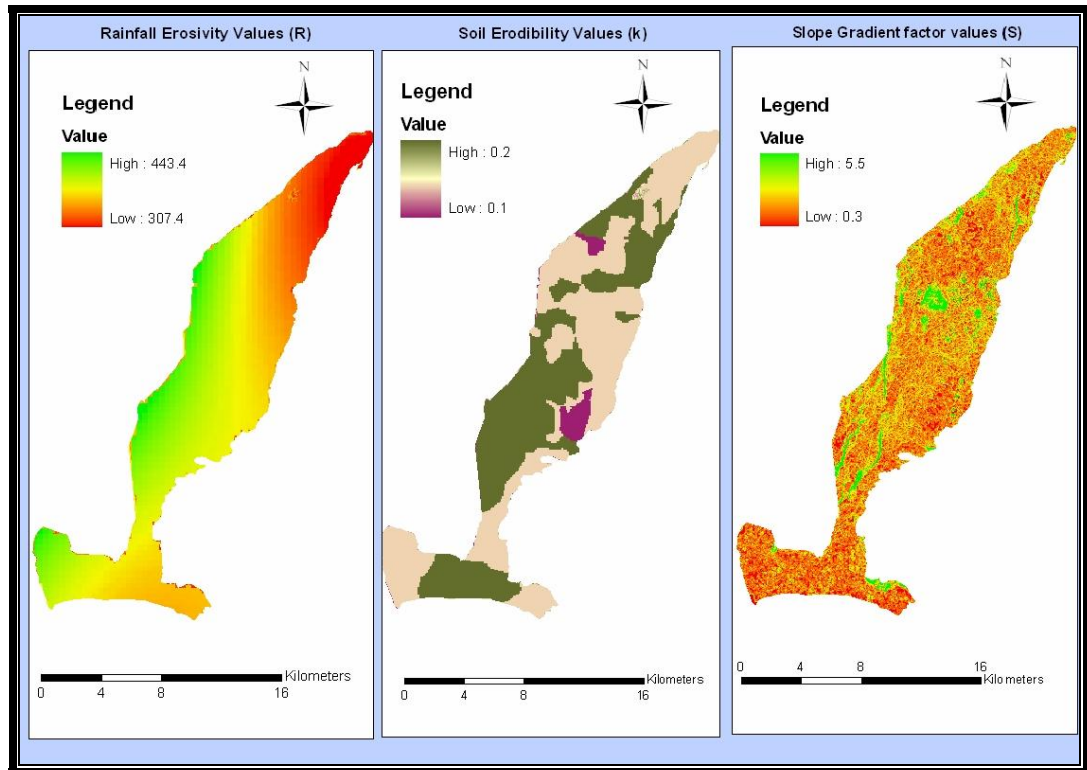 Rainfall Erosivity Values (R)
N
Legend
Value
High : 443.4
Low : 307.4
Kilometers
0 4 8 16
Soil Erodibility Values (k)
N
Legend
Value
High : 0.2
Low : 0.1
Kilometers
0 4 8 16
Slope Gradient factor values (S)
N
Legend
Value
High : 5.5
Low : 0.3
0 4 8 16
Kilometers